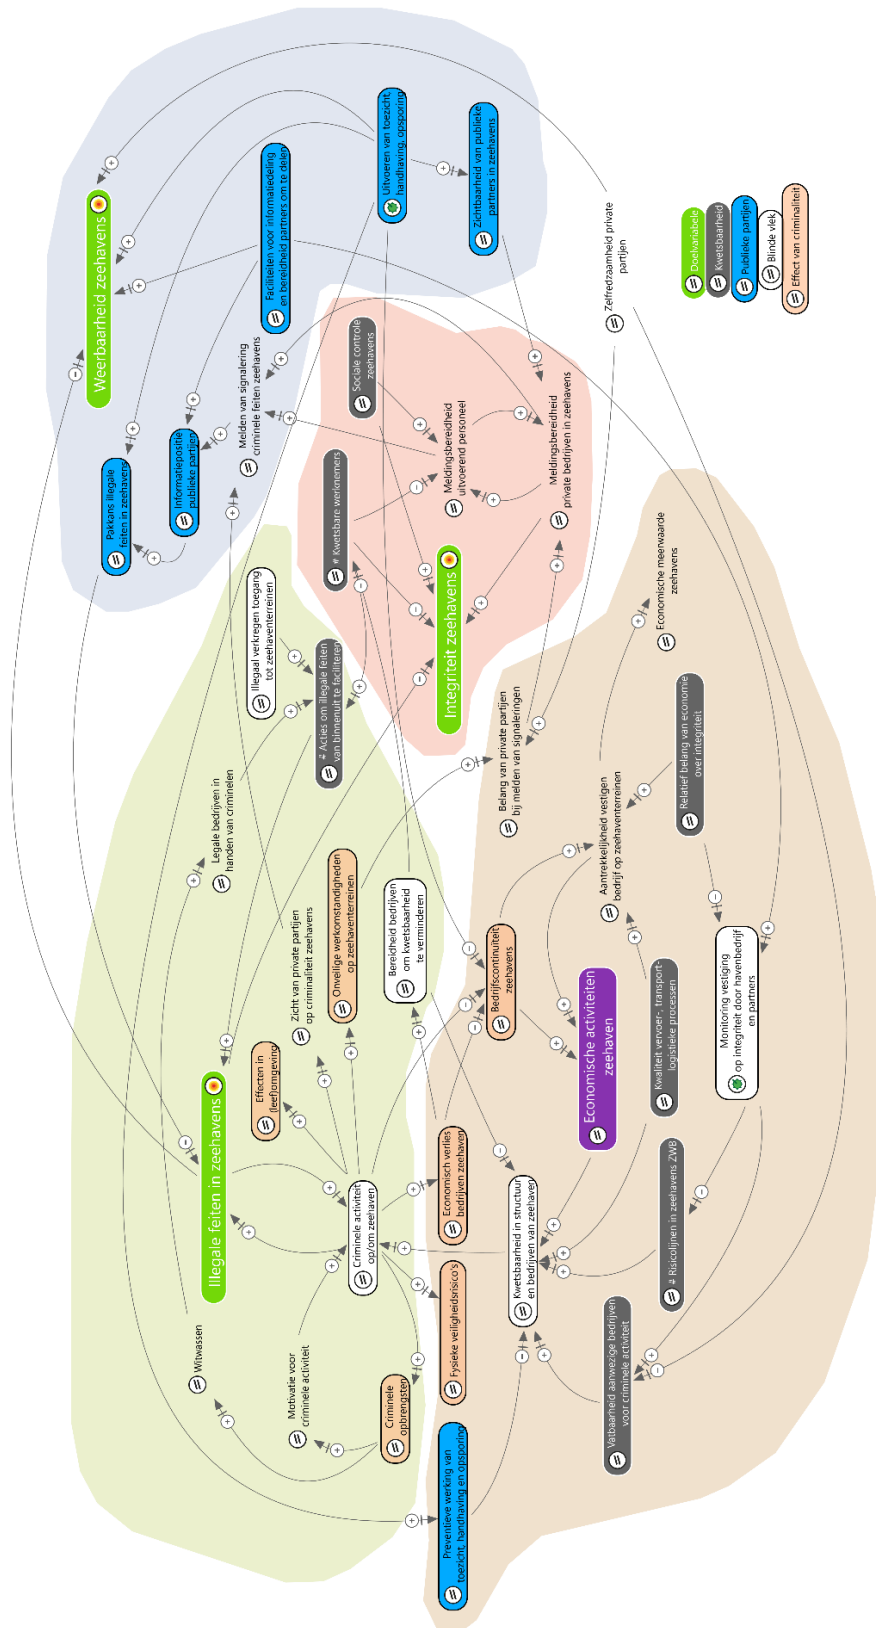 Weerbaarheid zeehavens
Pakkans illegale
feiten in zeehavens
Informatiepositie
publieke partijen
Melden van signalering
criminele feiten zeehavens
Faciliteiten voor informatiedeling
en bereidheid partners om te delen
Uitvoeren van toezicht,
handhaving, opsporing
Zichtbaarheid van publieke
partners in zeehavens
Zelfredzaamheid private
partijen
Sociale controle
zeehavens
# Kwetsbare werknemers
Meldingsbereidheid
uitvoerend personeel
Meldingsbereidheid
private bedrijven in zeehavens
Integriteit zeehavens
Illegaal verkregen toegang
tot zeehaventerreinen
# Acties om illegale feiten
van binnenuit te faciliteren
Legale bedrijven in
handen van criminelen
Zicht van private partijen
op criminaliteit zeehavens
Onveilige werkomstandigheden
op zeehaventerreinen
Bereidheid bedrijven
om kwetsbaarheid
te verminderen
Illegale feiten in zeehavens
Effecten in
(leef)omgeving
Criminele activiteit
op/om zeehaven
Witwassen
Motivatie voor
criminele activiteit
Criminele
opbrengsten
Economisch verlies
bedrijven zeehaven
Fysieke veiligheidsrisico's
Preventieve werking van
toezicht, handhaving en opsporing
Belang van private partijen
bij melden van signaleringen
Bedrijfscontinuïteit
zeehavens
Kwetsbaarheid in structuur
en bedrijven van zeehaven
Economische activiteiten
zeehaven
Aantrekkelijkheid vestigen
bedrijf op zeehaventerreinen
Economische meerwaarde
zeehavens
Relatief belang van economie
over integriteit
Kwaliteit vervoer-, transport-
logistieke processen
Monitoring vestiging
op integriteit door havenbedrijf
en partners
# Risicolijnen in zeehavens ZWB
Vatbaarheid aanwezige bedrijven
voor criminele activiteit
Doelvariabele
Kwetsbaarheid
Publieke partijen
Blinde vlek
Effect van criminaliteit